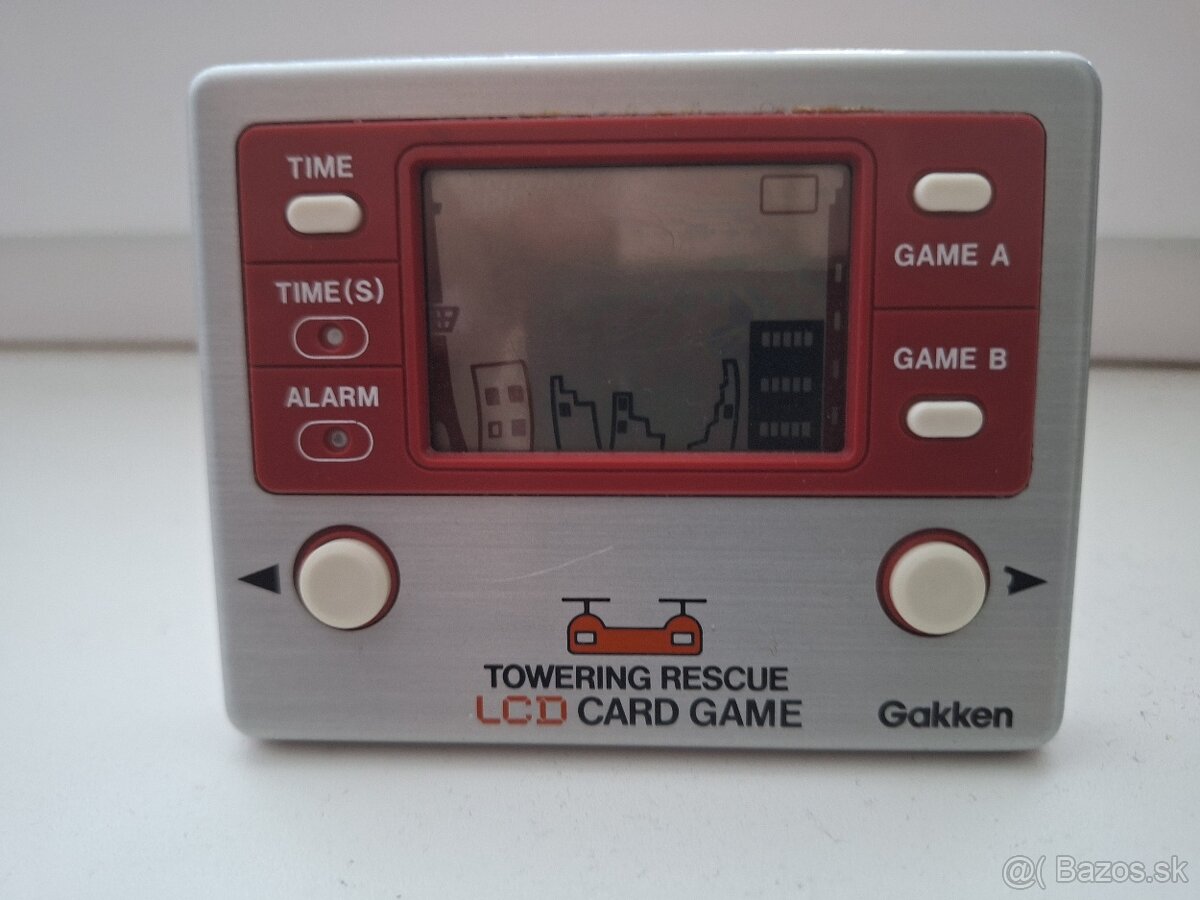 TIME
TIME(S)
ALARM
GAME A
GAME B
TOWERING RESCUE
LCD CARD GAME
Gakken
@( Bazos.sk